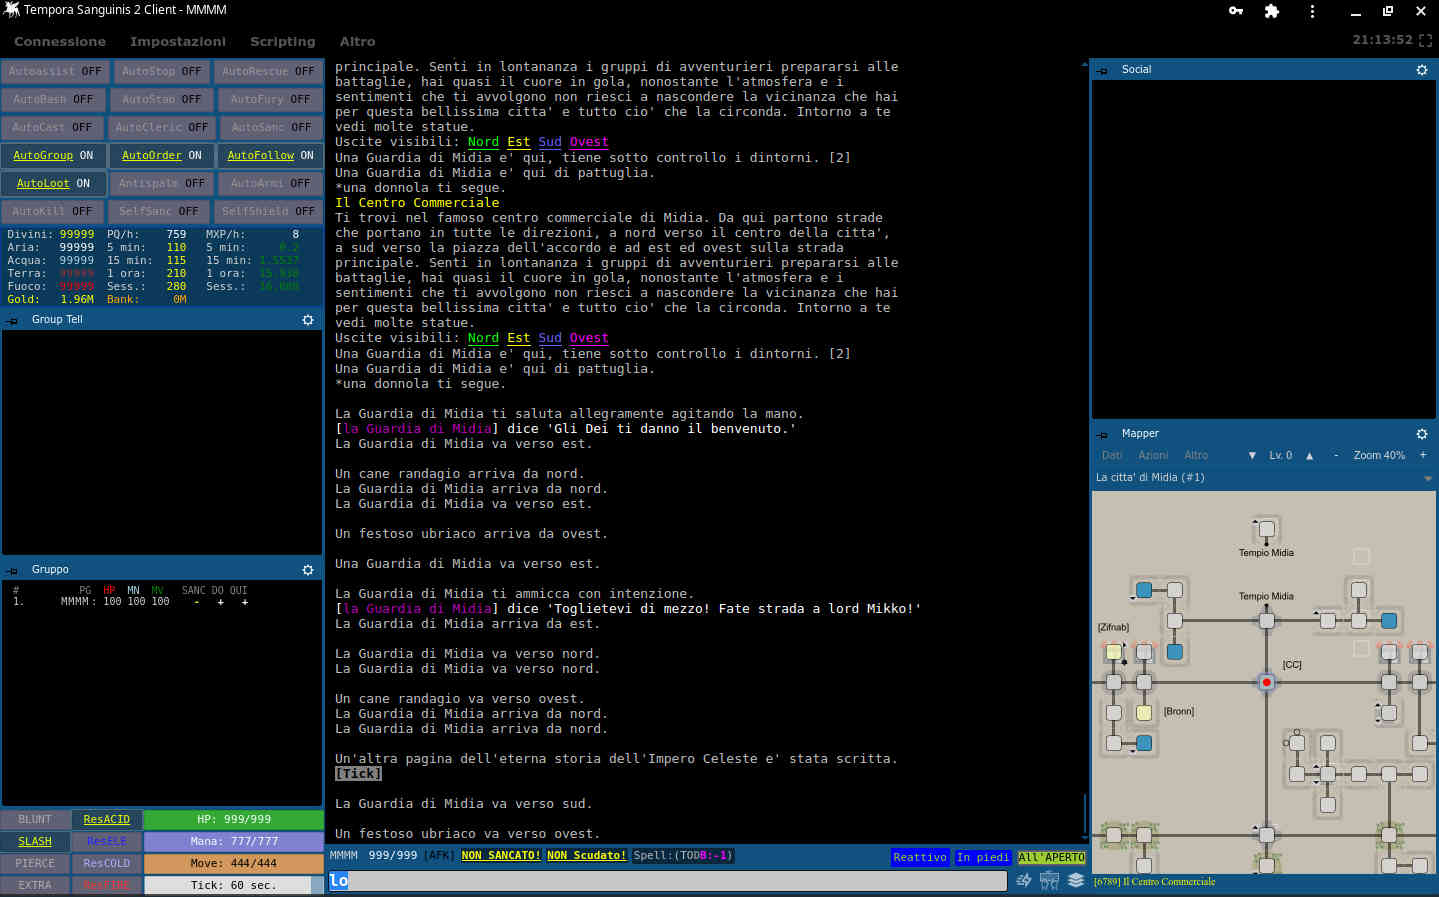 Tempora Sanguinis 2 Client - MMMM
Connessione Impostazioni Scripting Altro 21:13:52
Autoassist OFF AutoStop OFF AutoRescue OFF
AutoBash OFF AutoStab OFF AutoFury OFF
AutoCast OFF AutoCleric OFF AutoSanc OFF
AutoGroup ON AutoOrder ON AutoFollow ON
AutoLoot ON Antispalm OFF AutoArmi OFF
AutoKill OFF SelfSanc OFF SelfShield OFF
Divini: 99999 PQ/h: 759 MXP/h: 8
Aria: 99999 5 min: 110 5 min: 0.2
Acqua: 99999 15 min: 115 15 min: 1.5537
Terra: 99999 1 ora: 210 1 ora: 15.938
Fuoco: 99999 Sess.: 280 Sess.:
Gold: 1.96M Bank: 0M
Group Tell
Gruppo
# PG HP MN MV SANC DO QUI
1. MMMM: 100 100 100 - + +
BLUNT ResACID HP: 999/999
SLASH ResELE Mana: 777/777
PIERCE ResCOLD Move: 444/444
EXTRA Tick: 60 sec.
principale. Senti in lontananza i gruppi di avventurieri prepararsi alle
battaglie, hai quasi il cuore in gola, nonostante l'atmosfera e i
sentimenti che ti avvolgono non riesci a nascondere la vicinanza che hai
per questa bellissima citta' e tutto cio' che la circonda. Intorno a te
vedi molte statue.
Uscite visibili: Nord Est Sud Ovest
Una Guardia di Midia e' qui, tiene sotto controllo i dintorni. [2]
Una Guardia di Midia e' qui di pattuglia.
*una donnola ti segue.
Il Centro Commerciale
Ti trovi nel famoso centro commerciale di Midia. Da qui partono strade
che portano in tutte le direzioni, a nord verso il centro della citta',
a sud verso la piazza dell'accordo e ad est ed ovest sulla strada
principale. Senti in lontananza i gruppi di avventurieri prepararsi alle
battaglie, hai quasi il cuore in gola, nonostante l'atmosfera e i
sentimenti che ti avvolgono non riesci a nascondere la vicinanza che hai
per questa bellissima citta' e tutto cio' che la circonda. Intorno a te
vedi molte statue.
Uscite visibili: Nord Est Sud Ovest
Una Guardia di Midia e' qui, tiene sotto controllo i dintorni. [2]
Una Guardia di Midia e' qui di pattuglia.
*una donnola ti segue.
La Guardia di Midia ti saluta allegramente agitando la mano.
[la Guardia di Midia] dice 'Gli Dei ti danno il benvenuto.'
La Guardia di Midia va verso est.
Un cane randagio arriva da nord.
La Guardia di Midia arriva da nord.
La Guardia di Midia va verso est.
Un festoso ubriaco arriva da ovest.
Una Guardia di Midia va verso est.
La Guardia di Midia ti ammicca con intenzione.
[la Guardia di Midia] dice 'Toglietevi di mezzo! Fate strada a lord Mikko!'
La Guardia di Midia arriva da est.
La Guardia di Midia va verso nord.
La Guardia di Midia va verso nord.
Un cane randagio va verso ovest.
La Guardia di Midia arriva da nord.
La Guardia di Midia arriva da nord.
Un'altra pagina dell'eterna storia dell'Impero Celeste e' stata scritta.
[Tick]
La Guardia di Midia va verso sud.
Un festoso ubriaco va verso ovest.
MMMM 999/999 [AFK] NON SANCATO! NON Scudato! Spell:(TODB:-1) Reattivo In piedi All'APERTO
lo
Social
Mapper
Dati Azioni Altro ▼ Lv. 0 ▲ - Zoom 40% +
La citta' di Midia (#1)
Tempio Midia
Tempio Midia
[Zifnab]
[CC]
[Bronn]
[6789] Il Centro Commerciale